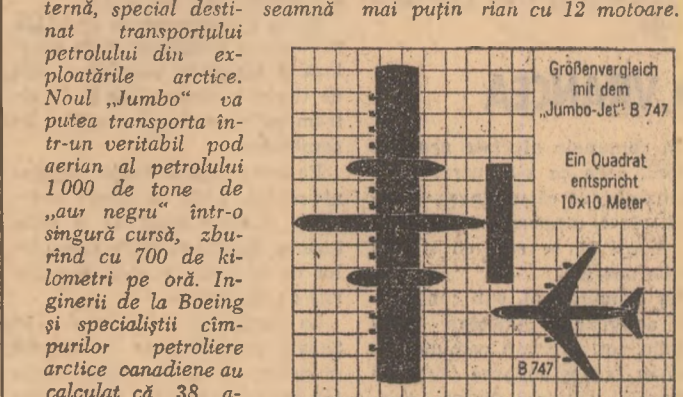 ternă, special desti-
nat transportului
petrolului din ex-
ploatările arctice.
Noul „Jumbo“ va
putea transporta în-
tr-un veritabil pod
aerian al petrolului
1 000 de tone de
„aur negru“ într-o
singură cursă, zbu-
rînd cu 700 de ki-
lometri pe oră. In-
ginerii de la Boeing
și specialiștii cîm-
purilor petroliere
arctice canadiene au
calculat că 38 a-
seamnă mai puțin rian cu 12 motoare.
Größenvergleich
mit dem
„Jumbo-Jet“ B 747
Ein Quadrat
entspricht
10x10 Meter
B 747